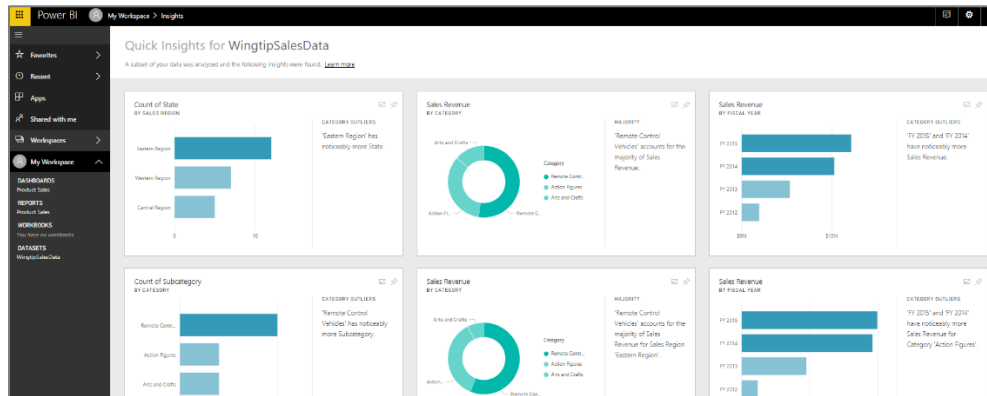 Power BI
My Workspace > Insights
Favorites
Recent
Apps
Shared with me
Workspaces
My Workspace
DASHBOARDS
Product Sales
REPORTS
Product Sales
WORKBOOKS
You have no workbooks
DATASETS
WingtipSalesData
Quick Insights for WingtipSalesData
A subset of your data was analyzed and the following insights were found. Learn more
Count of State
BY SALES REGION
Eastern Region
Western Region
Central Region
0
10
CATEGORY OUTLIERS
'Eastern Region' has
noticeably more State.
Sales Revenue
BY CATEGORY
Arts and Crafts
Action Fi...
Remote C...
Category
Remote Contr...
Action Figures
Arts and Crafts
MAJORITY
'Remote Control
Vehicles' accounts for the
majority of Sales
Revenue.
Sales Revenue
BY FISCAL YEAR
FY 2015
FY 2014
FY 2013
FY 2012
$0M
$10M
CATEGORY OUTLIERS
'FY 2015' and 'FY 2014'
have noticeably more
Sales Revenue.
Count of Subcategory
BY CATEGORY
Remote Contr...
Action Figures
Arts and Crafts
CATEGORY OUTLIERS
'Remote Control
Vehicles' has noticeably
more Subcategory.
Sales Revenue
BY CATEGORY
Arts and Crafts
Action...
Category
Remote Contr...
Action Figures
Arts and Crafts
MAJORITY
'Remote Control
Vehicles' accounts for the
majority of Sales
Revenue for Sales Region
'Eastern Region'.
Sales Revenue
BY FISCAL YEAR
FY 2015
FY 2014
FY 2013
FY 2012
CATEGORY OUTLIERS
'FY 2015' and 'FY 2014'
have noticeably more
Sales Revenue for
Category 'Action Figures'.